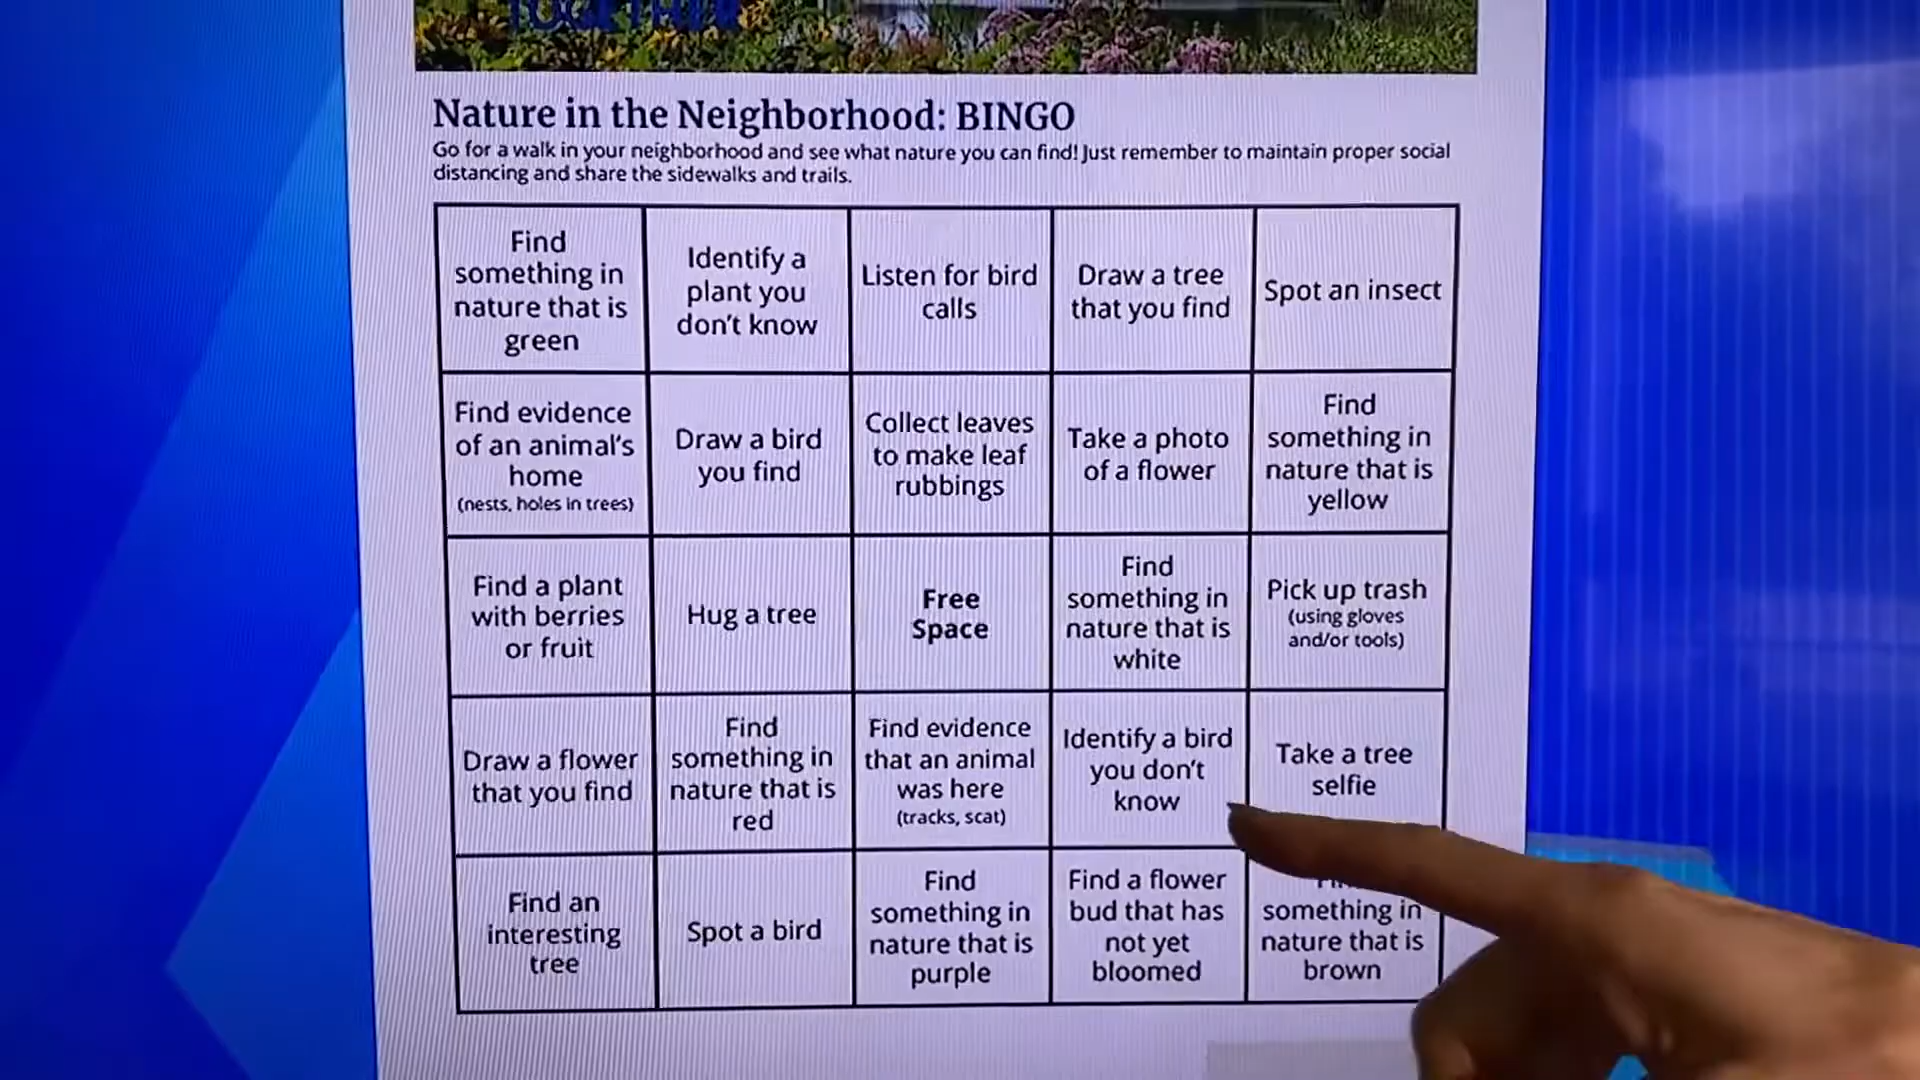 TOGETHER
Nature in the Neighborhood: BINGO
Go for a walk in your neighborhood and see what nature you can find! Just remember to maintain proper social
distancing and share the sidewalks and trails.
Find
something in
nature that is
green
Identify a
plant you
don't know
Listen for bird
calls
Draw a tree
that you find
Spot an insect
Find evidence
of an animal's
home
(nests, holes in trees)
Draw a bird
you find
Collect leaves
to make leaf
rubbings
Take a photo
of a flower
Find
something in
nature that is
yellow
Find a plant
with berries
or fruit
Hug a tree
Free
Space
Find
something in
nature that is
white
Pick up trash
(using gloves
and/or tools)
Draw a flower
that you find
Find
something in
nature that is
red
Find evidence
that an animal
was here
(tracks, scat)
Identify a bird
you don't
know
Take a tree
selfie
Find an
interesting
tree
Spot a bird
Find
something in
nature that is
purple
Find a flower
bud that has
not yet
bloomed
something in
nature that is
brown